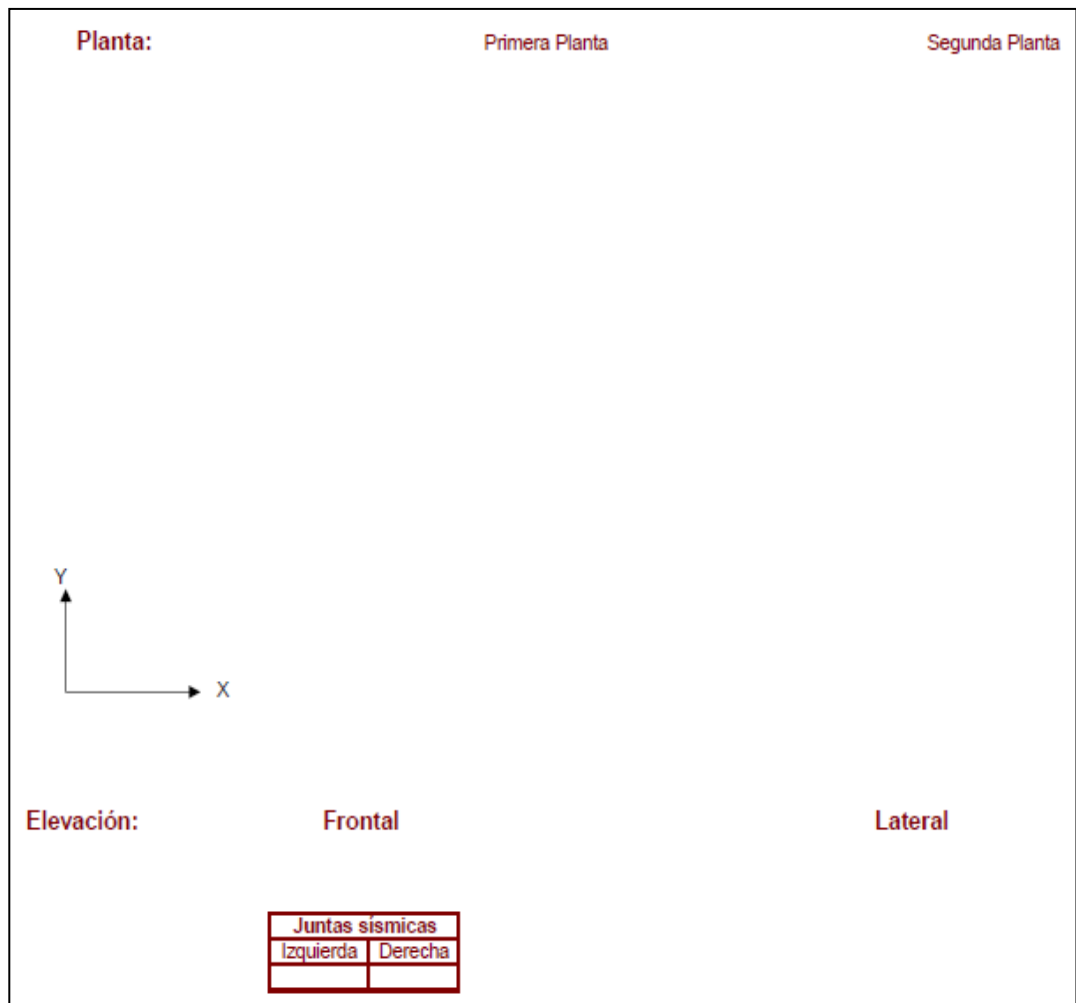 Planta: Primera Planta Segunda Planta
Y
X
Elevación: Frontal Lateral
Juntas sísmicas
Izquierda Derecha